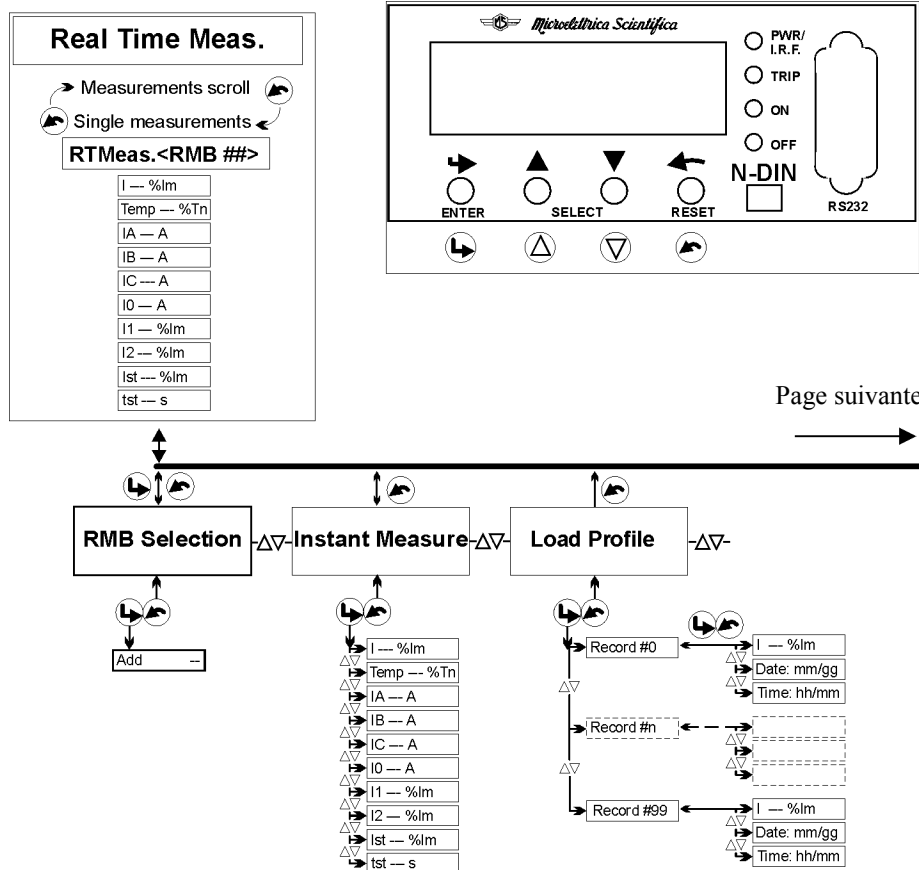 Real Time Meas.
Measurements scroll
Single measurements
RTMeas.<RMB ##>
I --- %Im
Temp --- %Tn
IA --- A
IB --- A
IC --- A
I0 --- A
I1 --- %Im
I2 --- %Im
Ist --- %Im
tst --- s
MS Microelettrica Scientifica
PWR/
I.R.F.
TRIP
ON
OFF
N-DIN
RS232
ENTER
SELECT
RESET
Page suivante
RMB Selection
Instant Measure
Load Profile
Add --
I --- %Im
Temp --- %Tn
IA --- A
IB --- A
IC --- A
I0 --- A
I1 --- %Im
I2 --- %Im
Ist --- %Im
tst --- s
Record #0
I --- %Im
Date: mm/gg
Time: hh/mm
Record #n
Record #99
I --- %Im
Date: mm/gg
Time: hh/mm